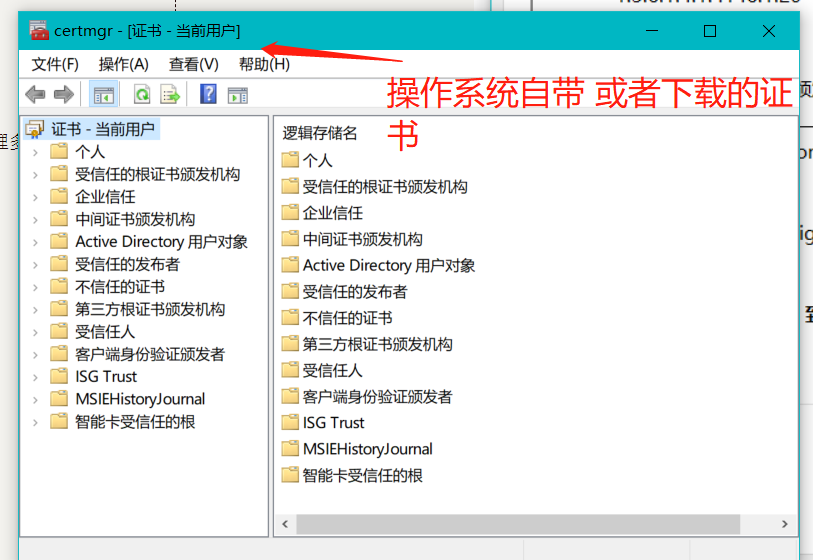 certmgr - [证书 - 当前用户]
文件(F) 操作(A) 查看(V) 帮助(H)
操作系统自带 或者下载的证
书
证书 - 当前用户
个人
受信任的根证书颁发机构
企业信任
中间证书颁发机构
Active Directory 用户对象
受信任的发布者
不信任的证书
第三方根证书颁发机构
受信任人
客户端身份验证颁发者
ISG Trust
MSIEHistoryJournal
智能卡受信任的根
逻辑存储名
个人
受信任的根证书颁发机构
企业信任
中间证书颁发机构
Active Directory 用户对象
受信任的发布者
不信任的证书
第三方根证书颁发机构
受信任人
客户端身份验证颁发者
ISG Trust
MSIEHistoryJournal
智能卡受信任的根